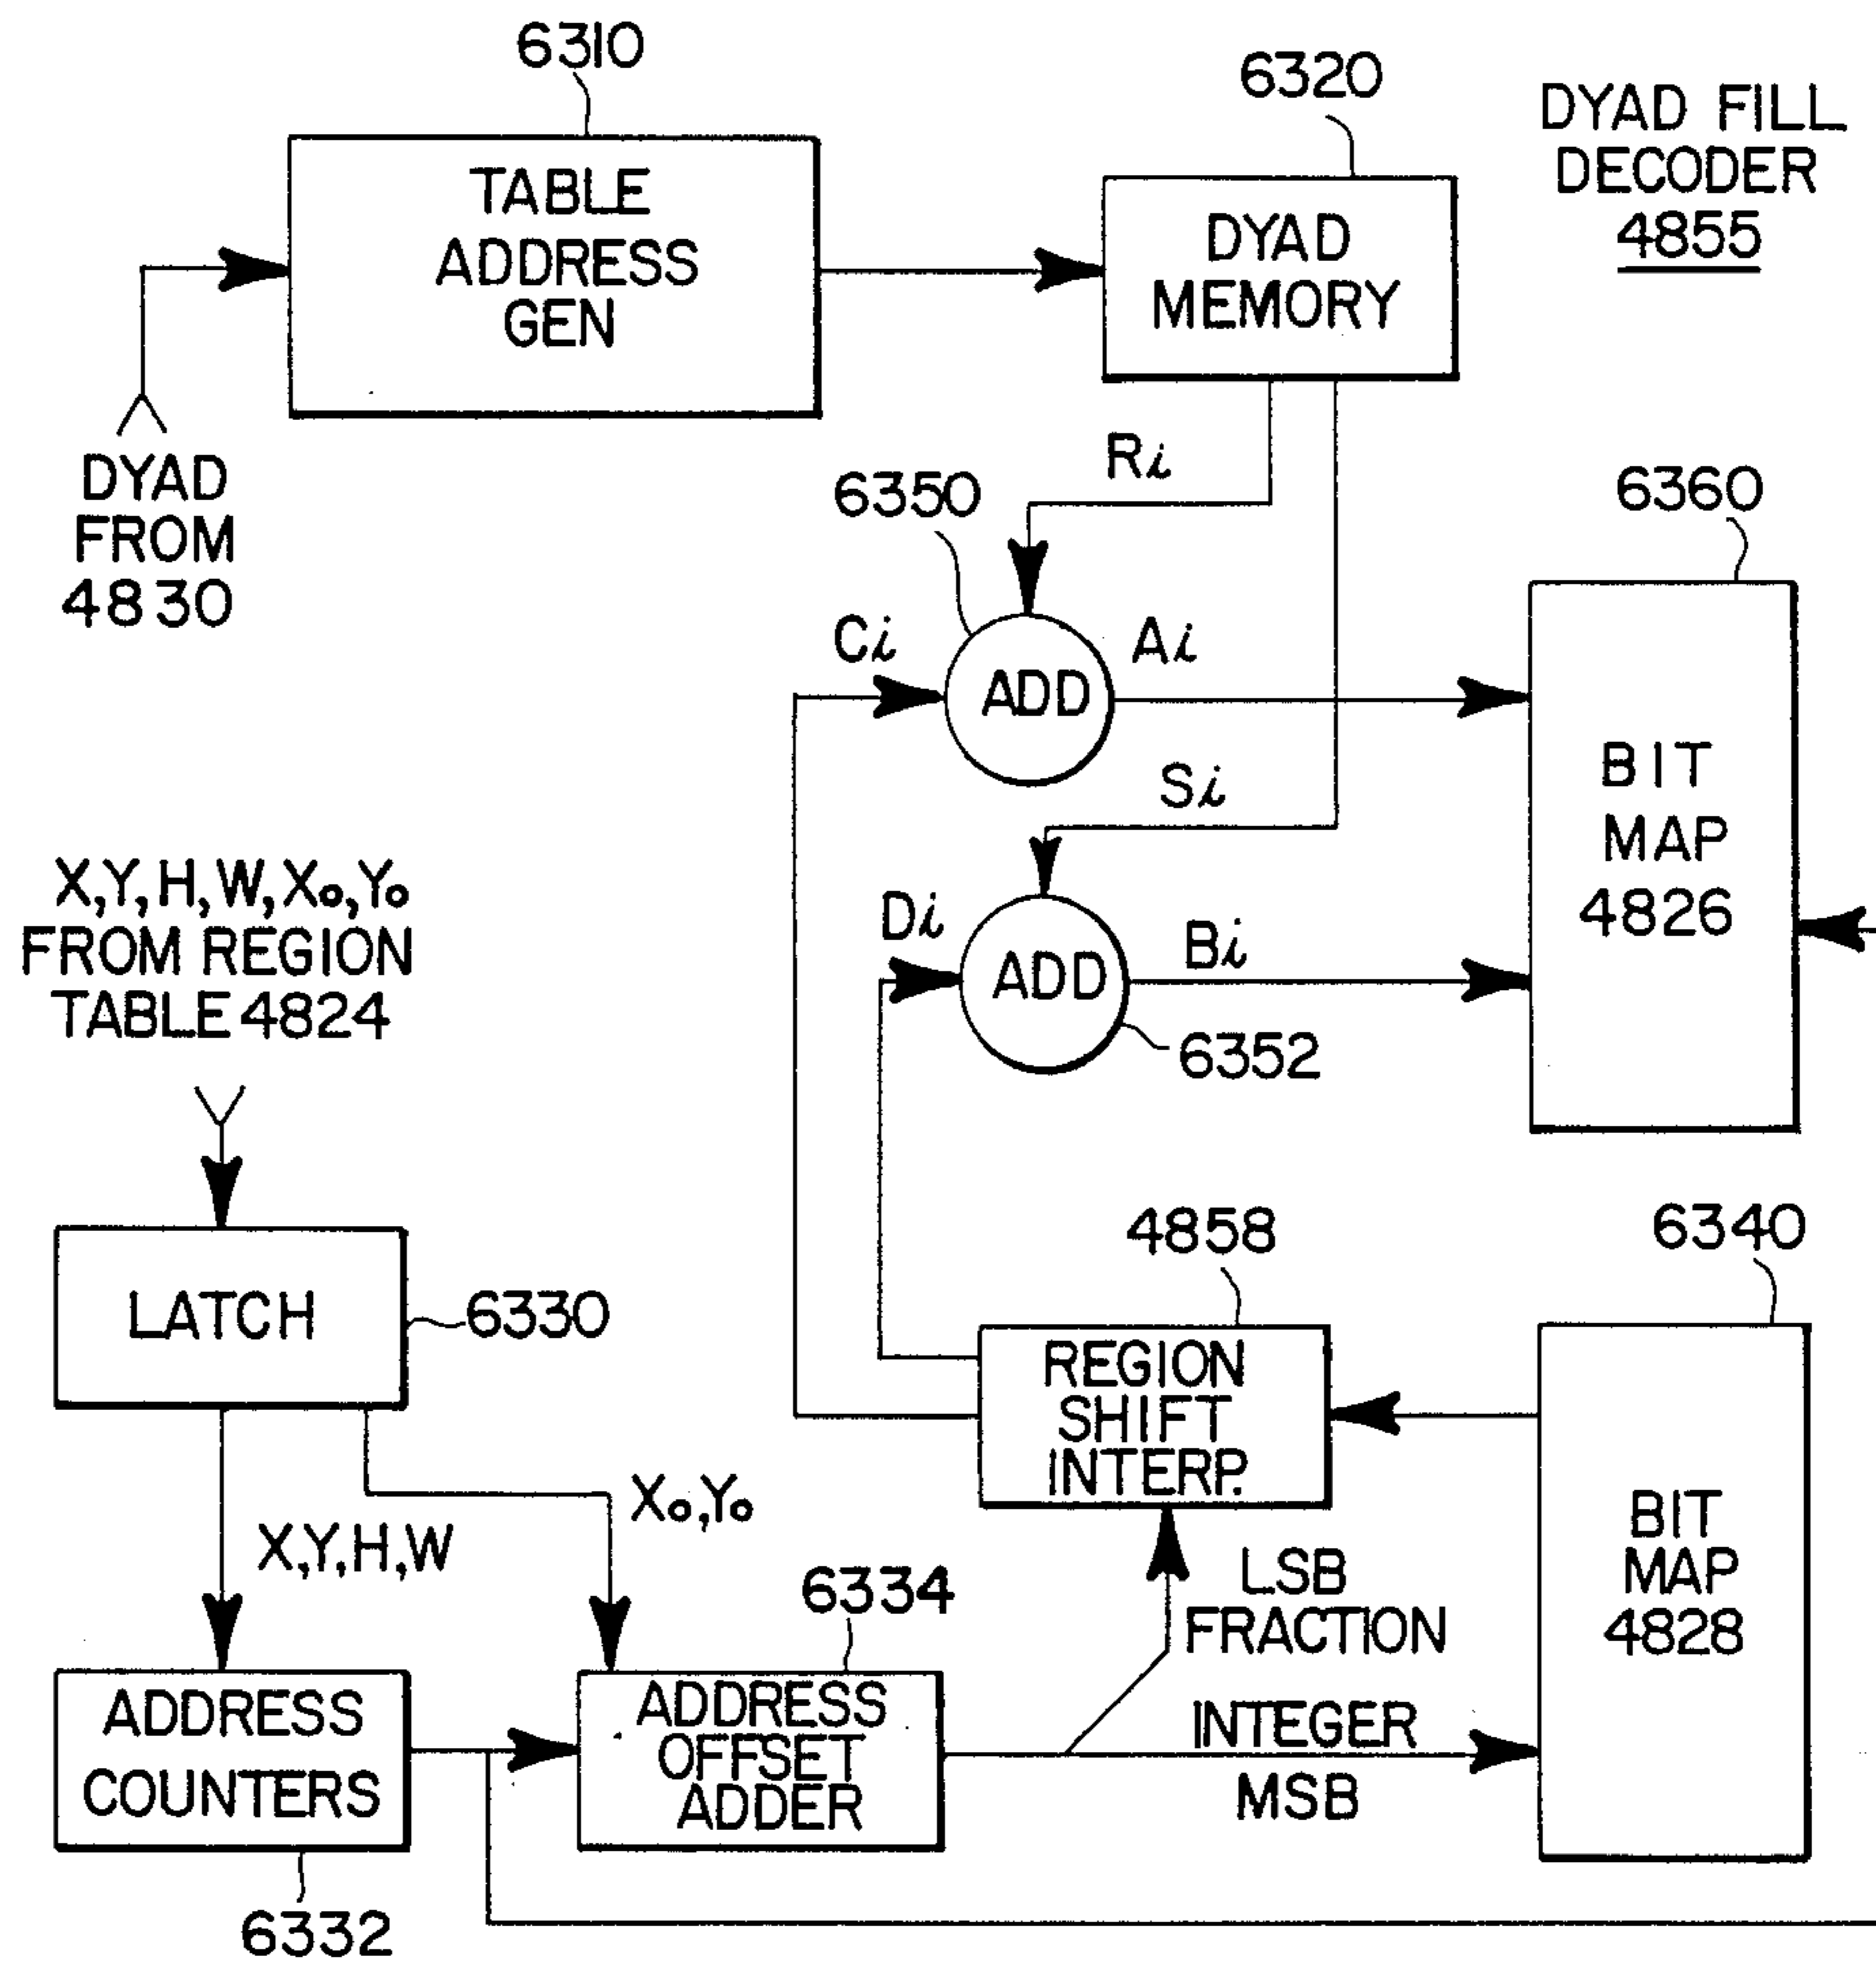 6310
6320
DYAD FILL
DECODER
4855
TABLE
ADDRESS
GEN
DYAD
MEMORY
DYAD
FROM
4830
Ri
6350
6360
Ci
ADD
Ai
Si
BIT
MAP
4826
X,Y,H,W,Xo,Yo
FROM REGION
TABLE 4824
Di
ADD
Bi
6352
4858
6340
LATCH
6330
REGION
SHIFT
INTERP.
X,Y,H,W
Xo,Yo
6334
LSB
FRACTION
BIT
MAP
4828
ADDRESS
COUNTERS
ADDRESS
OFFSET
ADDER
INTEGER
MSB
6332